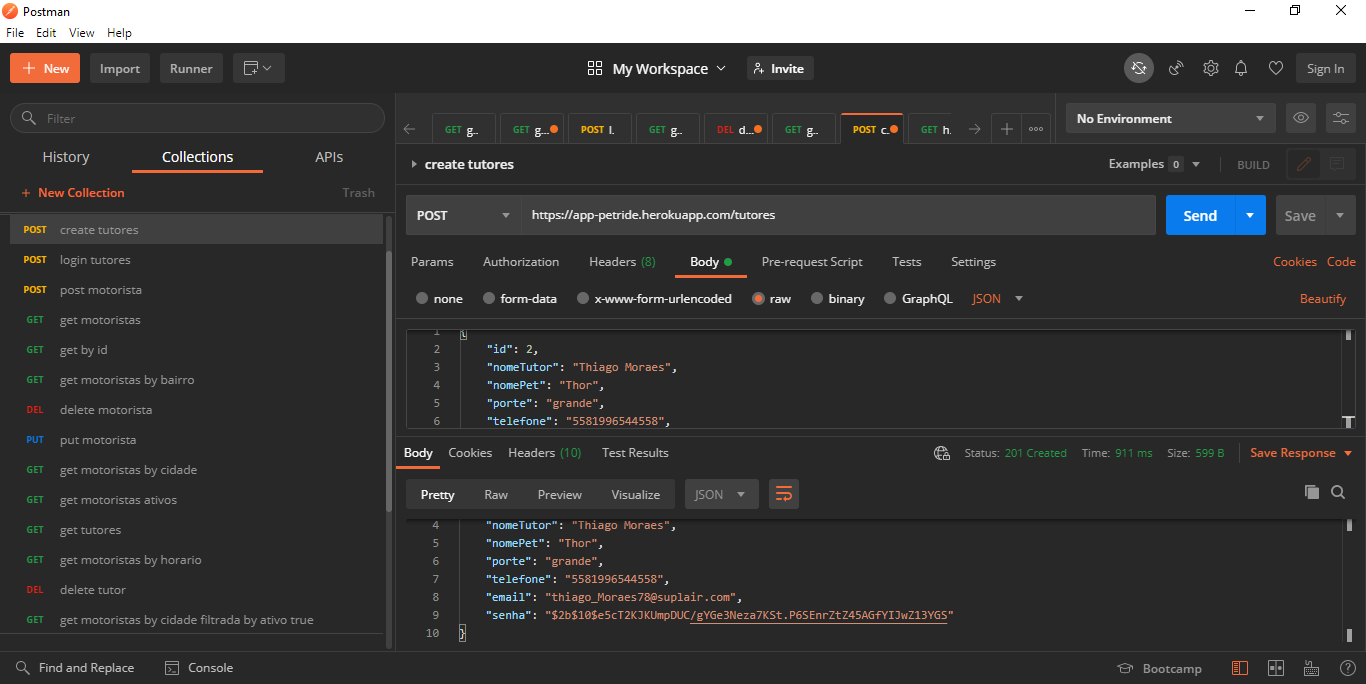 Postman
File Edit View Help
New Import Runner My Workspace Invite Sign In
Filter
History Collections APIs
+ New Collection Trash
POST create tutores
POST login tutores
POST post motorista
GET get motoristas
GET get by id
GET get motoristas by bairro
DEL delete motorista
PUT put motorista
GET get motoristas by cidade
GET get motoristas ativos
GET get tutores
GET get motoristas by horario
DEL delete tutor
GET get motoristas by cidade filtrada by ativo true
GET g.. GET g... POST l. GET g.. DEL d... GET g.. POST c. GET h. No Environment
create tutores Examples 0 BUILD
POST https://app-petride.herokuapp.com/tutores Send Save
Params Authorization Headers (8) Body Pre-request Script Tests Settings Cookies Code
none form-data x-www-form-urlencoded raw binary GraphQL JSON Beautify
1 {
2 "id": 2,
3 "nomeTutor": "Thiago Moraes",
4 "nomePet": "Thor",
5 "porte": "grande",
6 "telefone": "5581996544558",
Body Cookies Headers (10) Test Results Status: 201 Created Time: 911 ms Size: 599 B Save Response
Pretty Raw Preview Visualize JSON
4 "nomeTutor": "Thiago Moraes",
5 "nomePet": "Thor",
6 "porte": "grande",
7 "telefone": "5581996544558",
8 "email": "thiago_Moraes78@suplair.com",
9 "senha": "$2b$10$e5cT2KJKUmpDUC/gYGe3Neza7KSt.P6SEnrZtZ45AGfYIJwZ13YGS"
10 }
Find and Replace Console Bootcamp